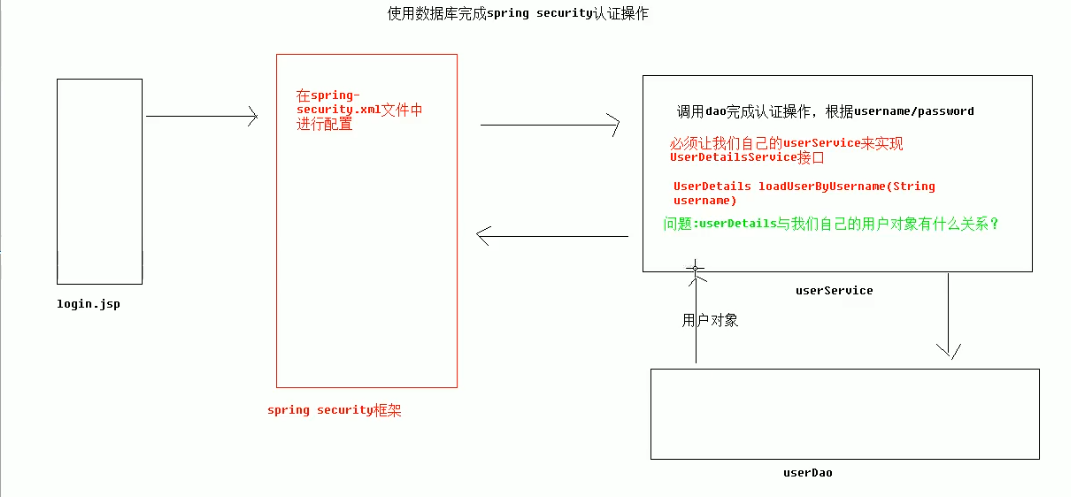 使用数据库完成spring security认证操作
在spring-
security.xml文件中
进行配置
调用dao完成认证操作，根据username/password
必须让我们自己的userService来实现
UserDetailsService接口
UserDetails loadUserByUsername(String
username)
问题:userDetails与我们自己的用户对象有什么关系？
login.jsp
userService
用户对象
spring security框架
userDao